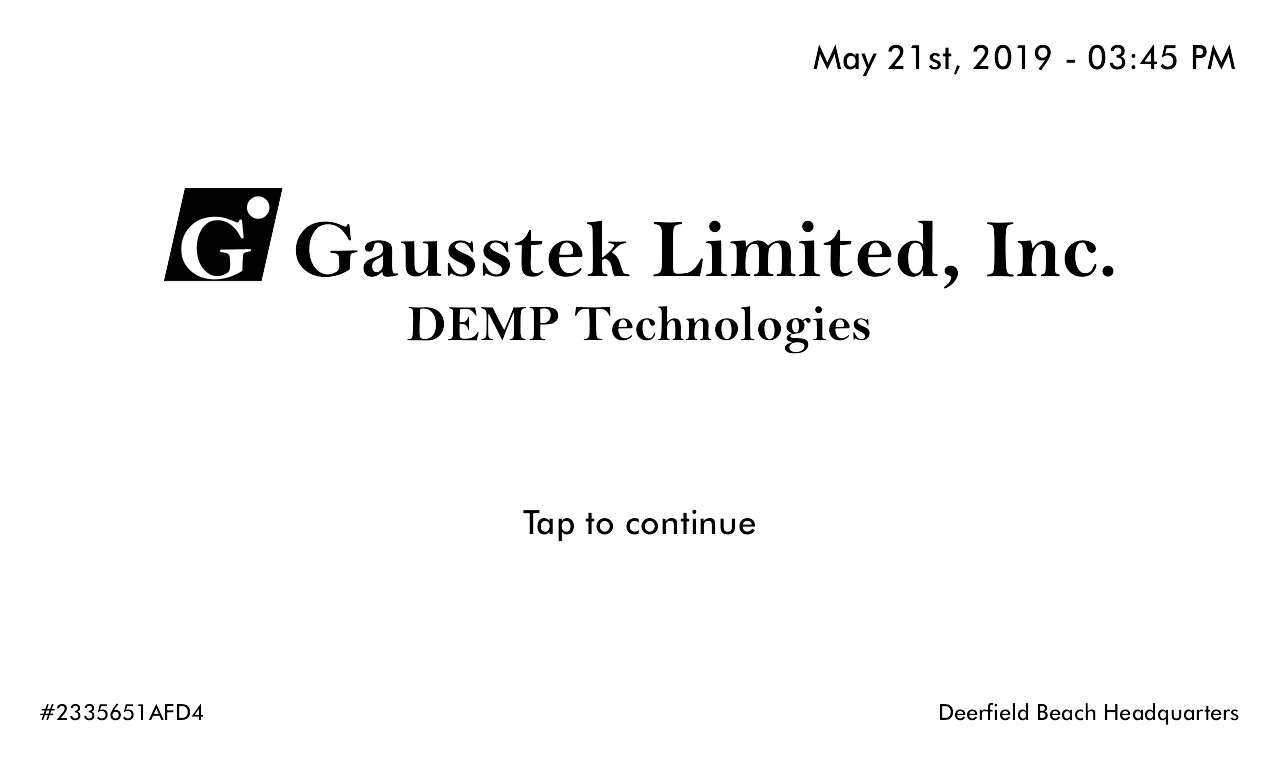 May 21st, 2019 - 03:45 PM
G Gausstek Limited, Inc.
DEMP Technologies
Tap to continue
#2335651AFD4
Deerfield Beach Headquarters